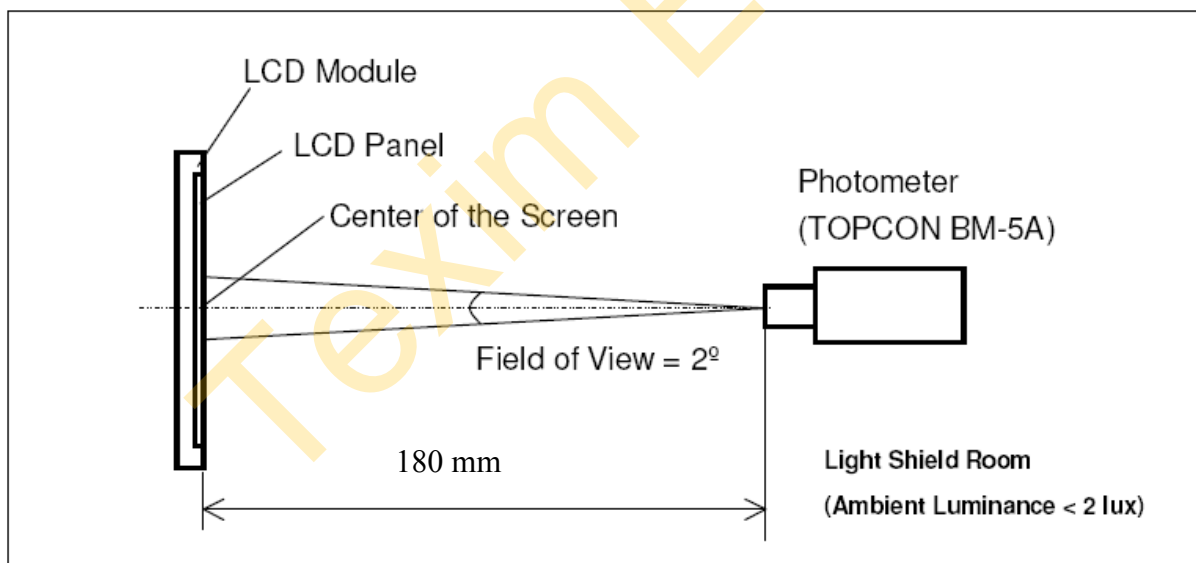 LCD Module
LCD Panel
Center of the Screen
Photometer
(TOPCON BM-5A)
Field of View = 2º
180 mm
Light Shield Room
(Ambient Luminance < 2 lux)
Texim E